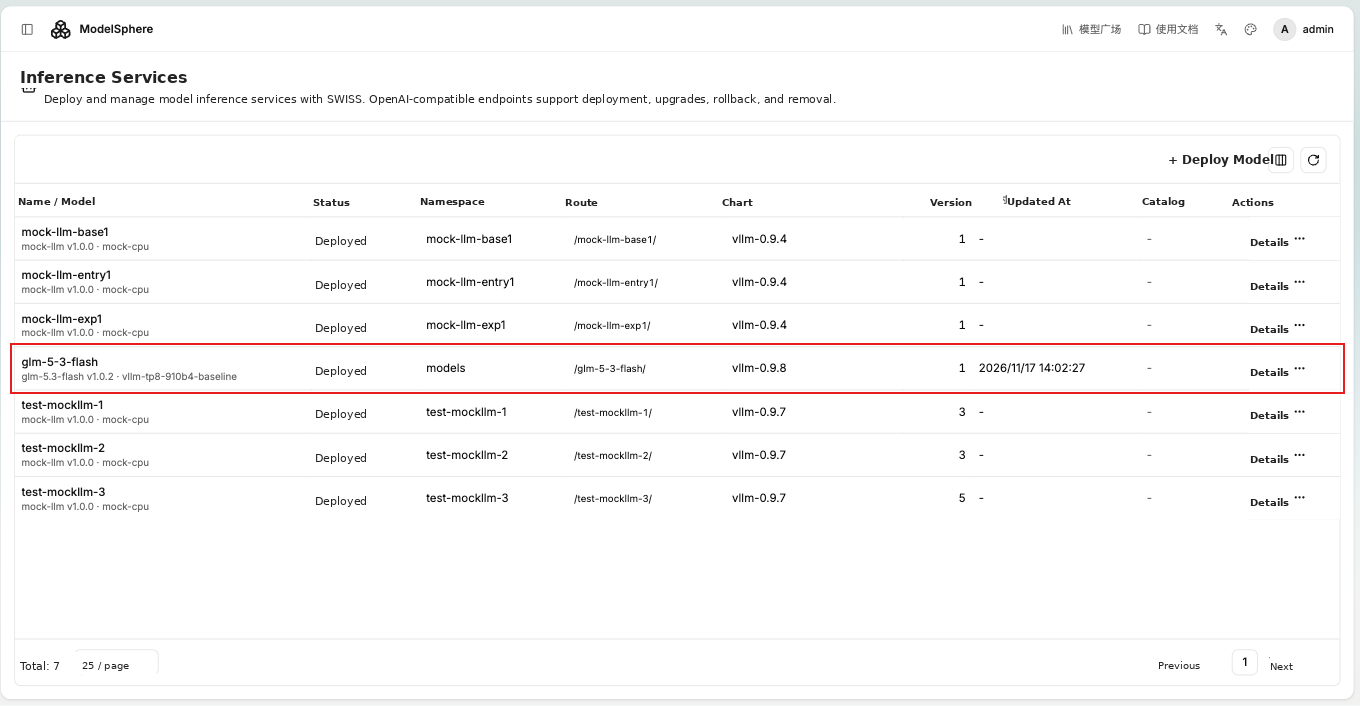 ModelSphere
模型广场 使用文档 A admin
Inference Services
Deploy and manage model inference services with SWISS. OpenAI-compatible endpoints support deployment, upgrades, rollback, and removal.
+ Deploy Model
Name / Model Status Namespace Route Chart Version Updated At Catalog Actions
mock-llm-base1
mock-llm v1.0.0 · mock-cpu
Deployed mock-llm-base1 /mock-llm-base1/ vllm-0.9.4 1 - - Details ···
mock-llm-entry1
mock-llm v1.0.0 · mock-cpu
Deployed mock-llm-entry1 /mock-llm-entry1/ vllm-0.9.4 1 - - Details ···
mock-llm-exp1
mock-llm v1.0.0 · mock-cpu
Deployed mock-llm-exp1 /mock-llm-exp1/ vllm-0.9.4 1 - - Details ···
glm-5-3-flash
glm-5.3-flash v1.0.2 · vllm-tp8-910b4-baseline
Deployed models /glm-5-3-flash/ vllm-0.9.8 1 2026/11/17 14:02:27 - Details ···
test-mockllm-1
mock-llm v1.0.0 · mock-cpu
Deployed test-mockllm-1 /test-mockllm-1/ vllm-0.9.7 3 - - Details ···
test-mockllm-2
mock-llm v1.0.0 · mock-cpu
Deployed test-mockllm-2 /test-mockllm-2/ vllm-0.9.7 3 - - Details ···
test-mockllm-3
mock-llm v1.0.0 · mock-cpu
Deployed test-mockllm-3 /test-mockllm-3/ vllm-0.9.7 5 - - Details ···
Total: 7 25 / page Previous 1 Next